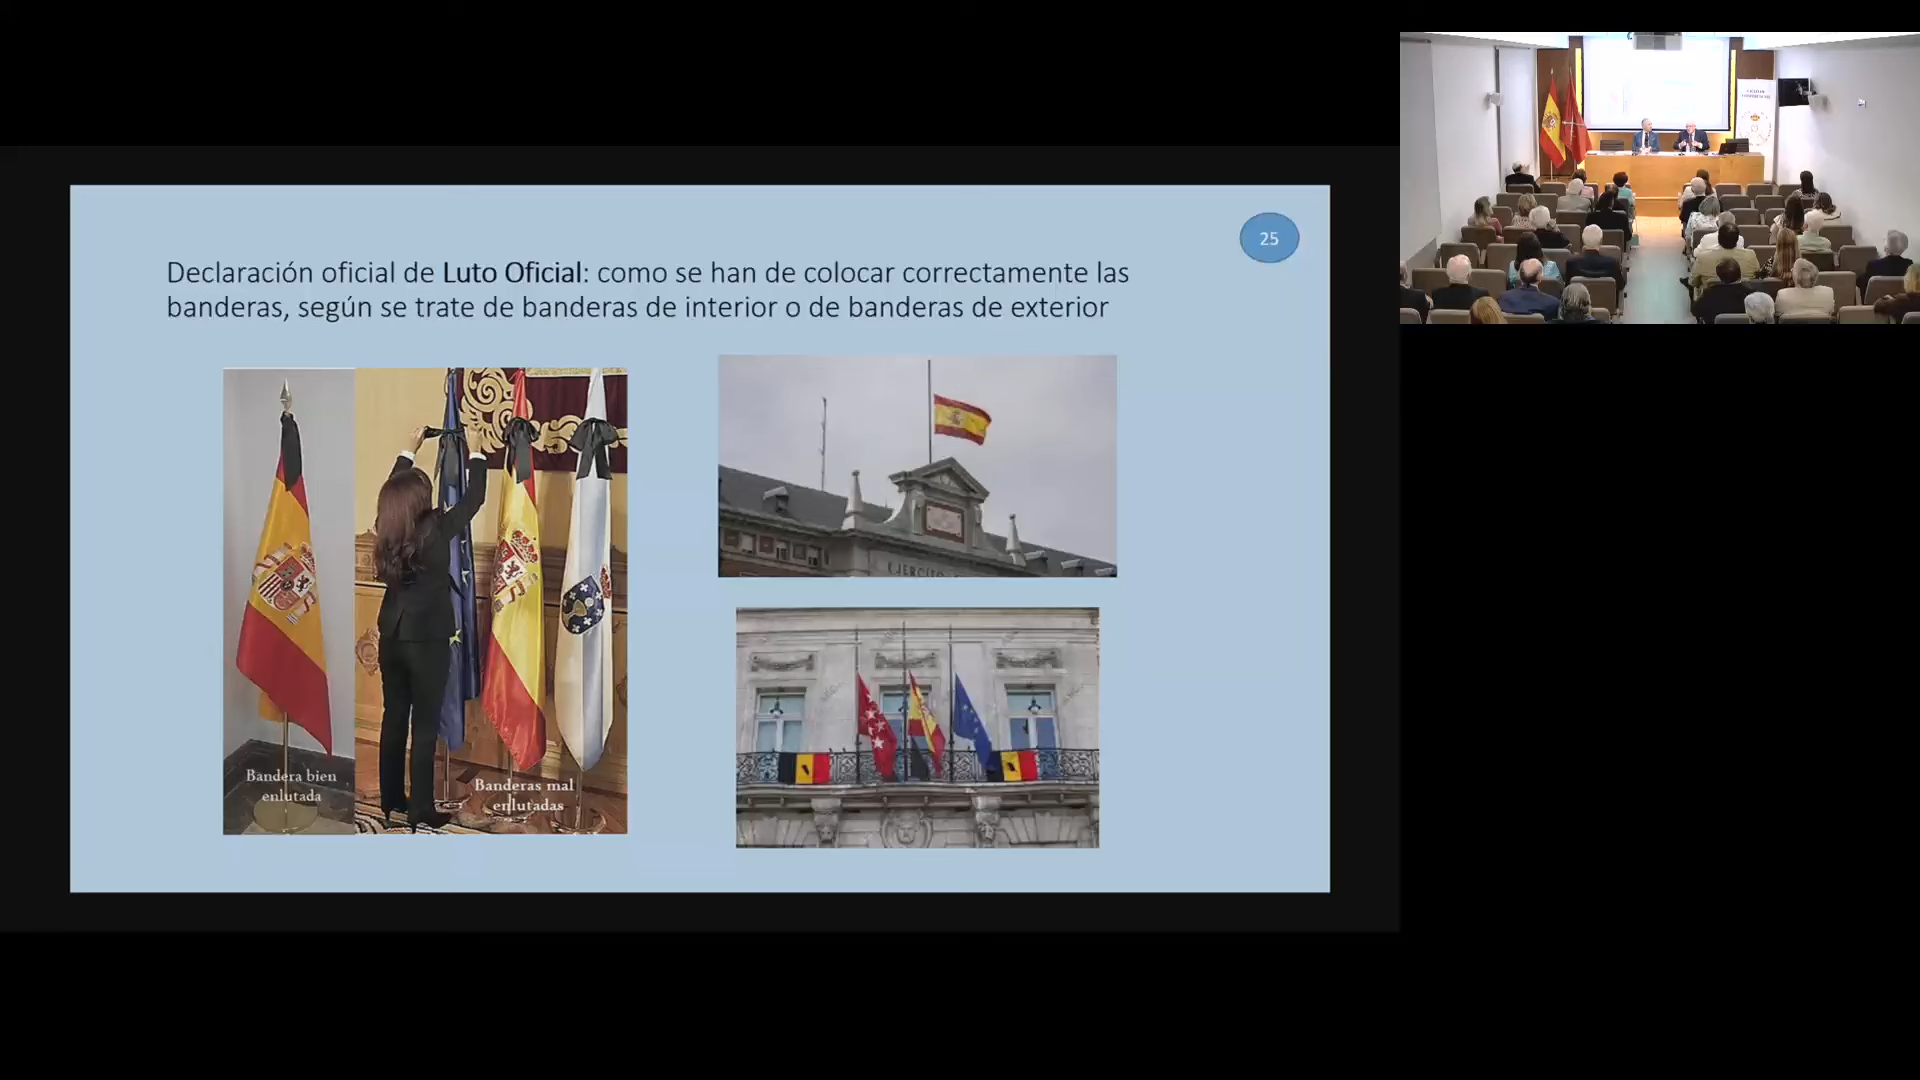 25
Declaración oficial de Luto Oficial: como se han de colocar correctamente las
banderas, según se trate de banderas de interior o de banderas de exterior
EJERCITO
Bandera bien
enlutada
Banderas mal
enlutadas